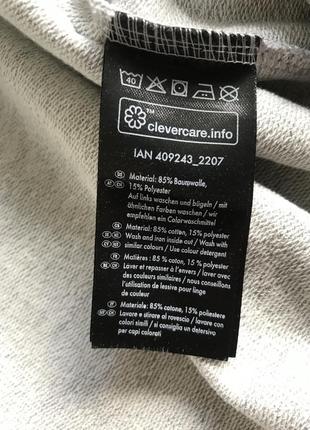 40
clevercare.info
IAN 409243_2207
Material: 85% Baumwolle,
15% Polyester
Auf links waschen und bügeln / mit
ähnlichen Farben waschen / wir
empfehlen ein Colorwaschmittel
Material: 85% cotton, 15% polyester
Wash and iron inside out / Wash with
similar colours / Use colour detergent
Matières : 85 % coton, 15 % polyester
Laver et repasser à l'envers / laver avec
des couleurs similaires / nous conseillons
l'utilisation de lessive pour linge
de couleur
Materiale: 85% cotone, 15% poliestere
Lavare e stirare al rovescio / lavare con
colori simili / si consiglia un detersivo
per capi colorati